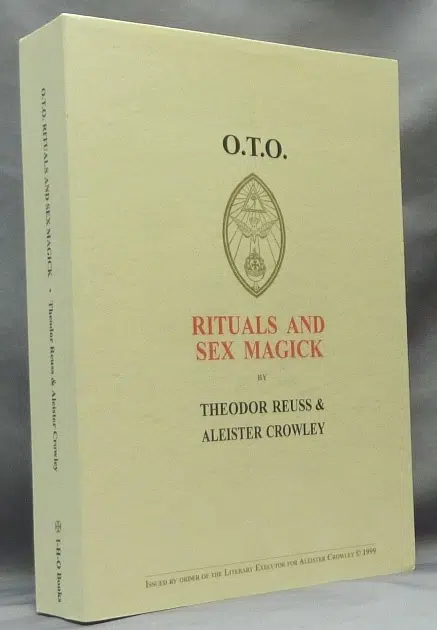 O.T.O.
RITUALS AND
SEX MAGICK
BY
THEODOR REUSS &
ALEISTER CROWLEY
ISSUED BY ORDER OF THE LITERARY EXECUTOR FOR ALEISTER CROWLEY © 1999
O.T.O. RITUALS AND SEX MAGICK • Theodor Reuss & Aleister Crowley I-H-O Books